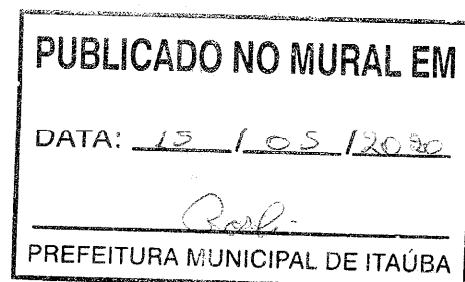 PUBLICADO NO MURAL EM
DATA: 15 / 05 / 2020
PREFEITURA MUNICIPAL DE ITAÚBA